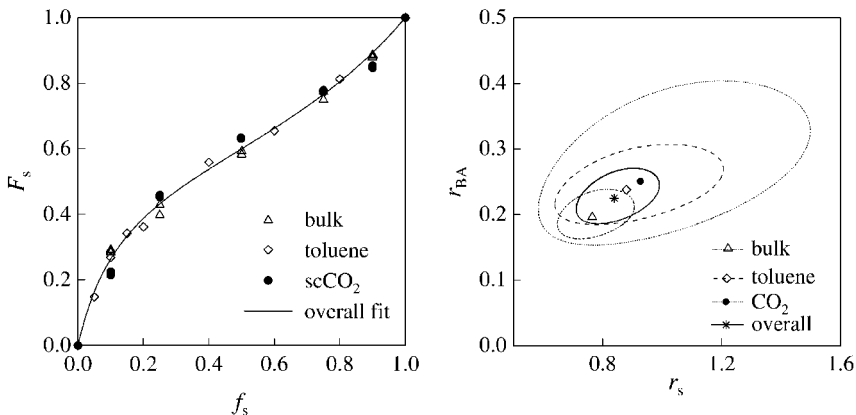 1.0
0.8
0.6
0.4
0.2
0.0
0.0 0.2 0.4 0.6 0.8 1.0
F_s
f_s
bulk
toluene
scCO₂
overall fit
0.5
0.4
0.3
0.2
0.1
0.0
0.8 1.2 1.6
r_BA
r_s
bulk
toluene
CO₂
overall